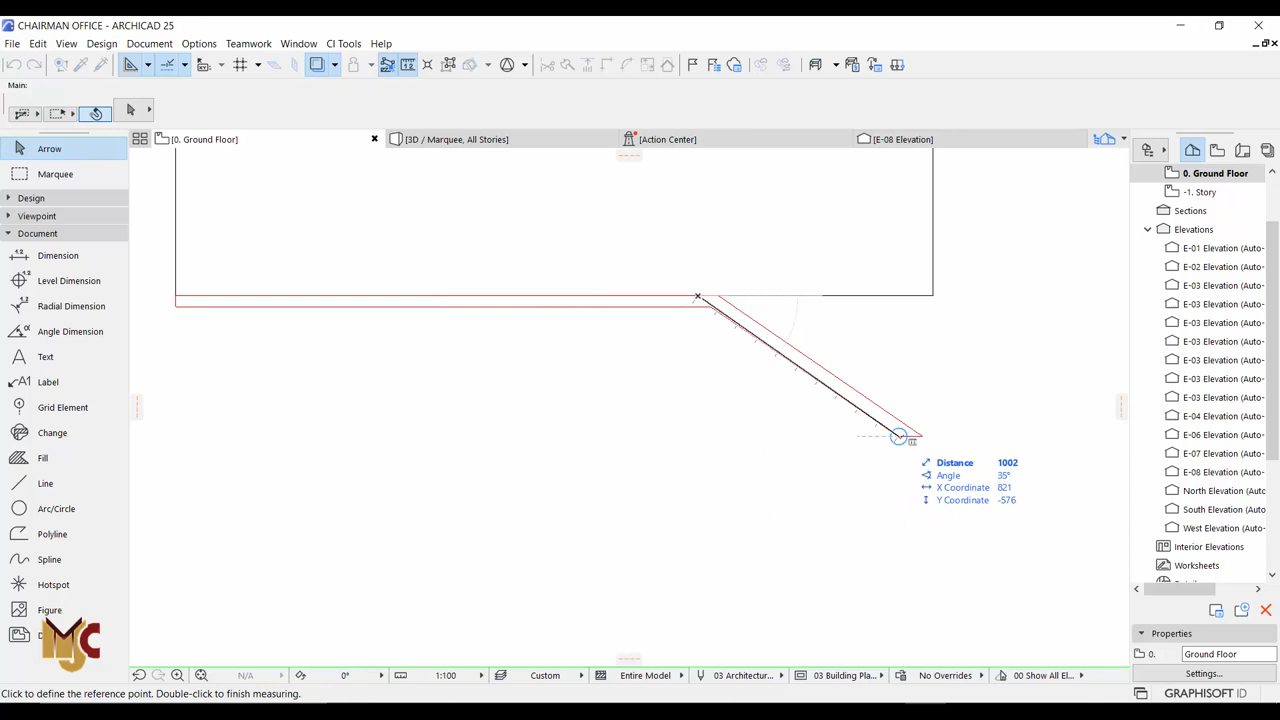 CHAIRMAN OFFICE - ARCHICAD 25
File Edit View Design Document Options Teamwork Window CI Tools Help
Main:
[0. Ground Floor] [3D / Marquee, All Stories] [Action Center] [E-08 Elevation]
Arrow
Marquee
Design
Viewpoint
Document
Dimension
Level Dimension
Radial Dimension
Angle Dimension
Text
Label
Grid Element
Change
Fill
Line
Arc/Circle
Polyline
Spline
Hotspot
Figure
MJC
Distance 1002
Angle 35°
X Coordinate 821
Y Coordinate -576
0. Ground Floor
-1. Story
Sections
Elevations
E-01 Elevation (Auto-
E-02 Elevation (Auto-
E-03 Elevation (Auto-
E-03 Elevation (Auto-
E-03 Elevation (Auto-
E-03 Elevation (Auto-
E-03 Elevation (Auto-
E-03 Elevation (Auto-
E-03 Elevation (Auto-
E-04 Elevation (Auto-
E-06 Elevation (Auto-
E-07 Elevation (Auto-
E-08 Elevation (Auto-
North Elevation (Auto-
South Elevation (Auto-
West Elevation (Auto-
Interior Elevations
Worksheets
Properties
0. Ground Floor
Settings...
N/A 0° 1:100 Custom Entire Model 03 Architectur... 03 Building Pla... No Overrides 00 Show All El...
Click to define the reference point. Double-click to finish measuring.
GRAPHISOFT ID